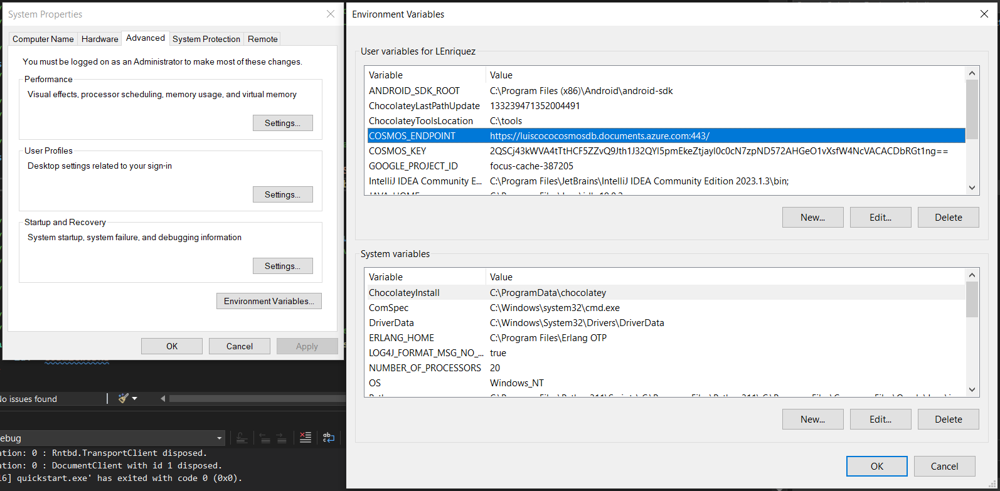 System Properties
Computer Name Hardware Advanced System Protection Remote
You must be logged on as an Administrator to make most of these changes.
Performance
Visual effects, processor scheduling, memory usage, and virtual memory
Settings...
User Profiles
Desktop settings related to your sign-in
Settings...
Startup and Recovery
System startup, system failure, and debugging information
Settings...
Environment Variables...
OK Cancel Apply
No issues found
ebug
ation: 0 : Rntbd.TransportClient disposed.
ation: 0 : DocumentClient with id 1 disposed.
16] quickstart.exe' has exited with code 0 (0x0).
Environment Variables
User variables for LEnriquez
Variable Value
ANDROID_SDK_ROOT C:\Program Files (x86)\Android\android-sdk
ChocolateyLastPathUpdate 133239471352004491
ChocolateyToolsLocation C:\tools
COSMOS_ENDPOINT https://luiscococosmosdb.documents.azure.com:443/
COSMOS_KEY 2QSCj43kWVA4tTtHCF5ZZvQ9Jth1J32QYl5pmEkeZtjayI0c0cN7zpND572AHGeO1vXsfW4NcVACACDbRGt1ng==
GOOGLE_PROJECT_ID focus-cache-387205
IntelliJ IDEA Community E... C:\Program Files\JetBrains\IntelliJ IDEA Community Edition 2023.1.3\bin;
New... Edit... Delete
System variables
Variable Value
ChocolateyInstall C:\ProgramData\chocolatey
ComSpec C:\Windows\system32\cmd.exe
DriverData C:\Windows\System32\Drivers\DriverData
ERLANG_HOME C:\Program Files\Erlang OTP
LOG4J_FORMAT_MSG_NO_... true
NUMBER_OF_PROCESSORS 20
OS Windows_NT
New... Edit... Delete
OK Cancel